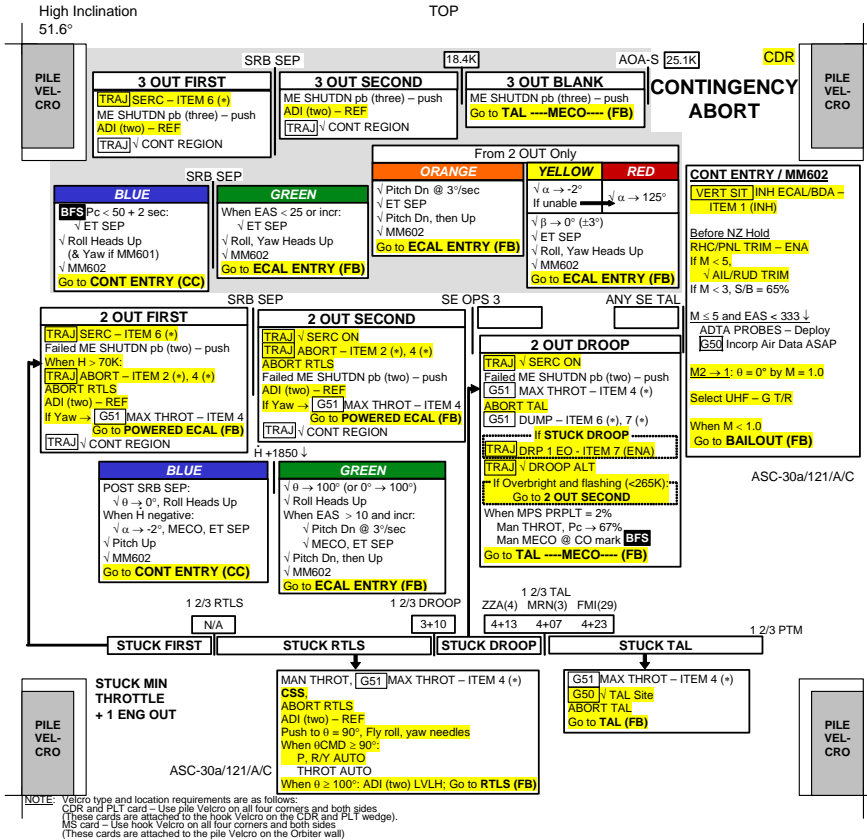 High Inclination
TOP
51.6°
SRB SEP
18.4K
AOA-S
25.1K
CDR
PILE
VEL-
CRO
PILE
VEL-
CRO
CONTINGENCY
ABORT
3 OUT FIRST
TRAJ SERC – ITEM 6 (*)
ME SHUTDN pb (three) – push
ADI (two) – REF
TRAJ √ CONT REGION
3 OUT SECOND
ME SHUTDN pb (three) – push
ADI (two) – REF
TRAJ √ CONT REGION
3 OUT BLANK
ME SHUTDN pb (three) – push
Go to TAL ----MECO---- (FB)
SRB SEP
BLUE
BFS Pc < 50 + 2 sec:
√ ET SEP
√ Roll Heads Up
(& Yaw if MM601)
√ MM602
Go to CONT ENTRY (CC)
GREEN
When EAS < 25 or incr:
√ ET SEP
√ Roll, Yaw Heads Up
√ MM602
Go to ECAL ENTRY (FB)
From 2 OUT Only
ORANGE
√ Pitch Dn @ 3°/sec
√ ET SEP
√ Pitch Dn, then Up
√ MM602
Go to ECAL ENTRY (FB)
YELLOW
√ α → -2°
If unable
RED
√ α → 125°
√ β → 0° (±3°)
√ ET SEP
√ Roll, Yaw Heads Up
√ MM602
Go to ECAL ENTRY (FB)
CONT ENTRY / MM602
VERT SIT INH ECAL/BDA –
ITEM 1 (INH)
Before NZ Hold
RHC/PNL TRIM – ENA
If M < 5,
√ AIL/RUD TRIM
If M < 3, S/B = 65%
M ≤ 5 and EAS < 333 ↓
ADTA PROBES – Deploy
G50 Incorp Air Data ASAP
M2 → 1: θ = 0° by M = 1.0
Select UHF – G T/R
When M < 1.0
Go to BAILOUT (FB)
ASC-30a/121/A/C
SRB SEP
SE OPS 3
ANY SE TAL
2 OUT FIRST
TRAJ SERC – ITEM 6 (*)
Failed ME SHUTDN pb (two) – push
When H > 70K:
TRAJ ABORT – ITEM 2 (*), 4 (*)
ABORT RTLS
ADI (two) – REF
If Yaw → G51 MAX THROT – ITEM 4
Go to POWERED ECAL (FB)
TRAJ √ CONT REGION
2 OUT SECOND
TRAJ √ SERC ON
TRAJ ABORT – ITEM 2 (*), 4 (*)
ABORT RTLS
Failed ME SHUTDN pb (two) – push
ADI (two) – REF
If Yaw → G51 MAX THROT – ITEM 4
Go to POWERED ECAL (FB)
TRAJ √ CONT REGION
2 OUT DROOP
TRAJ √ SERC ON
Failed ME SHUTDN pb (two) – push
G51 MAX THROT – ITEM 4 (*)
ABORT TAL
G51 DUMP – ITEM 6 (*), 7 (*)
If STUCK DROOP
TRAJ DRP 1 EO - ITEM 7 (ENA)
TRAJ √ DROOP ALT
If Overbright and flashing (<265K):
Go to 2 OUT SECOND
When MPS PRPLT = 2%
Man THROT, Pc → 67%
Man MECO @ CO mark BFS
Go to TAL ----MECO---- (FB)
Ḣ +1850 ↓
BLUE
POST SRB SEP:
√ θ → 0°, Roll Heads Up
When Ḣ negative:
√ α → -2°, MECO, ET SEP
√ Pitch Up
√ MM602
Go to CONT ENTRY (CC)
GREEN
√ θ → 100° (or 0° → 100°)
√ Roll Heads Up
When EAS > 10 and incr:
√ Pitch Dn @ 3°/sec
√ MECO, ET SEP
√ Pitch Dn, then Up
√ MM602
Go to ECAL ENTRY (FB)
1 2/3 RTLS
N/A
1 2/3 DROOP
3+10
1 2/3 TAL
ZZA(4) MRN(3) FMI(29)
4+13 4+07 4+23
1 2/3 PTM
STUCK FIRST
STUCK RTLS
STUCK DROOP
STUCK TAL
STUCK MIN
THROTTLE
+ 1 ENG OUT
MAN THROT, G51 MAX THROT – ITEM 4 (*)
CSS,
ABORT RTLS
ADI (two) – REF
Push to θ = 90°, Fly roll, yaw needles
When θCMD ≥ 90°:
P, R/Y AUTO
THROT AUTO
When θ ≥ 100°: ADI (two) LVLH; Go to RTLS (FB)
G51 MAX THROT – ITEM 4 (*)
G50 √ TAL Site
ABORT TAL
Go to TAL (FB)
PILE
VEL-
CRO
PILE
VEL-
CRO
ASC-30a/121/A/C
NOTE: Velcro type and location requirements are as follows:
CDR and PLT card – Use pile Velcro on all four corners and both sides
(These cards are attached to the hook Velcro on the CDR and PLT wedge).
MS card – Use hook Velcro on all four corners and both sides
(These cards are attached to the pile Velcro on the Orbiter wall)